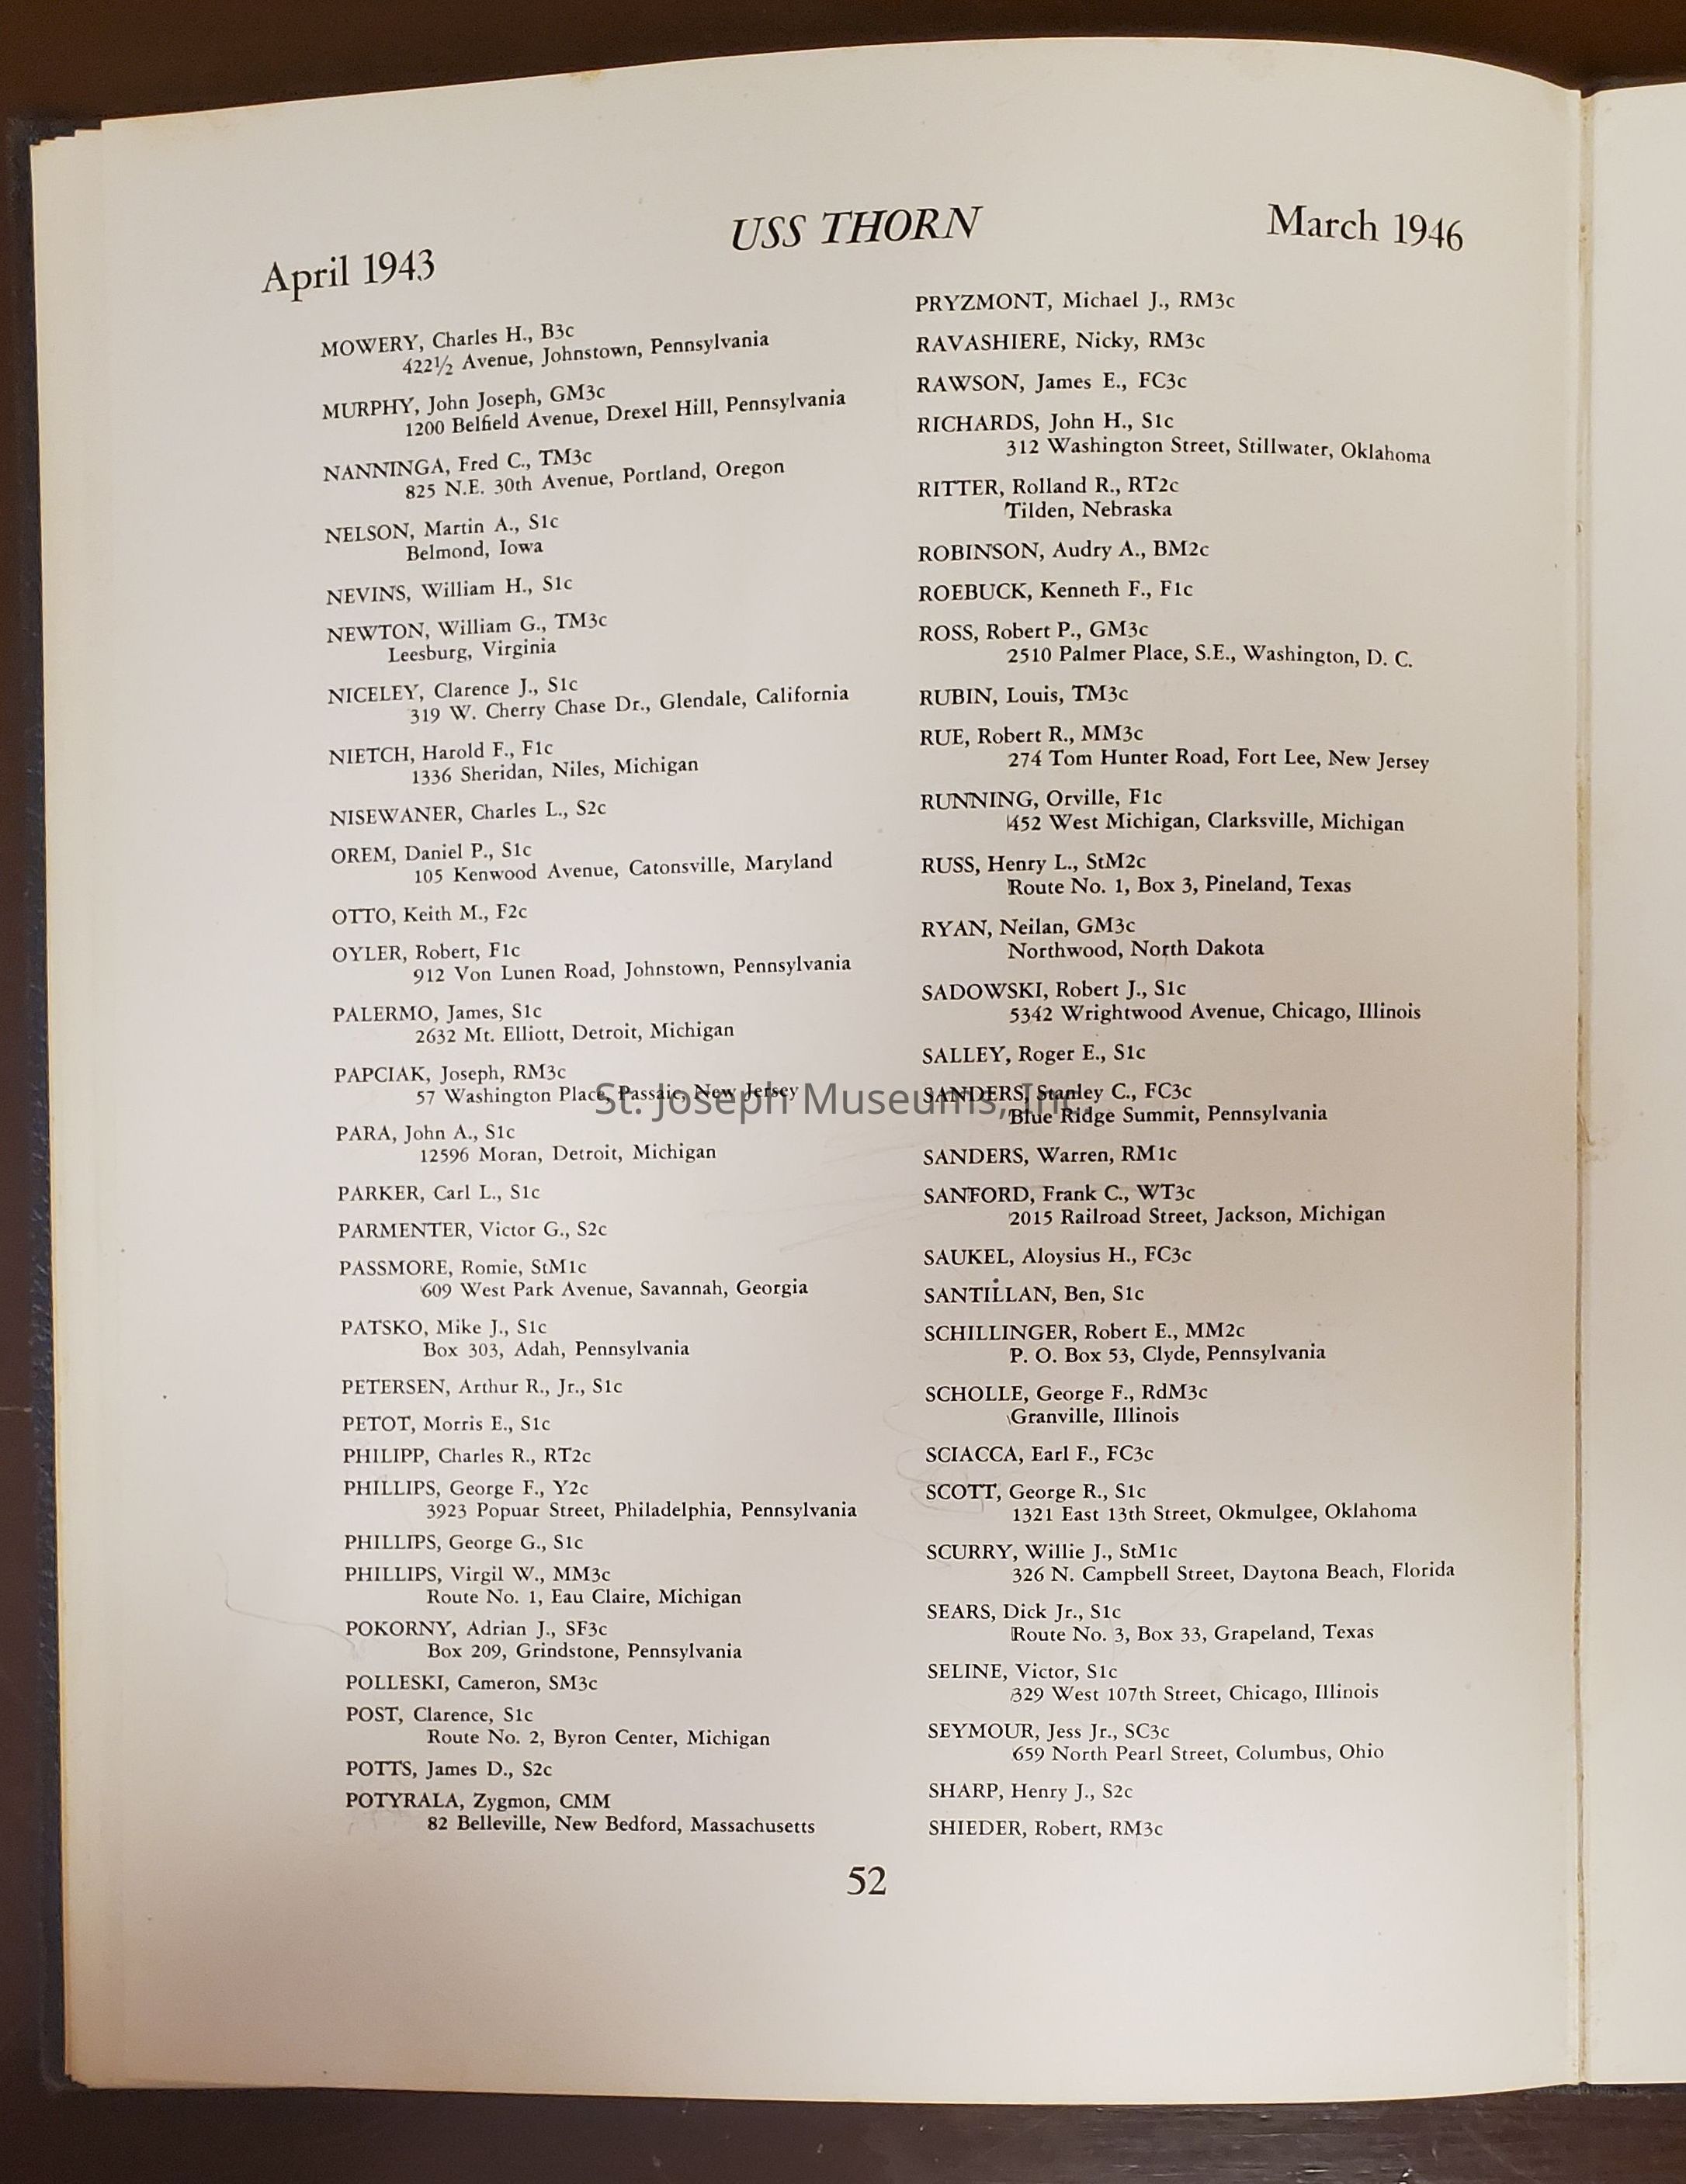 April 1943
USS THORN
March 1946
MOWERY, Charles H., B3c
422½ Avenue, Johnstown, Pennsylvania
MURPHY, John Joseph, GM3c
1200 Belfield Avenue, Drexel Hill, Pennsylvania
NANNINGA, Fred C., TM3c
825 N.E. 30th Avenue, Portland, Oregon
NELSON, Martin A., S1c
Belmond, Iowa
NEVINS, William H., S1c
NEWTON, William G., TM3c
Leesburg, Virginia
NICELEY, Clarence J., S1c
319 W. Cherry Chase Dr., Glendale, California
NIETCH, Harold F., F1c
1336 Sheridan, Niles, Michigan
NISEWANER, Charles L., S2c
OREM, Daniel P., S1c
105 Kenwood Avenue, Catonsville, Maryland
OTTO, Keith M., F2c
OYLER, Robert, F1c
912 Von Lunen Road, Johnstown, Pennsylvania
PALERMO, James, S1c
2632 Mt. Elliott, Detroit, Michigan
PAPCIAK, Joseph, RM3c
57 Washington Place, Passaic, New Jersey
PARA, John A., S1c
12596 Moran, Detroit, Michigan
PARKER, Carl L., S1c
PARMENTER, Victor G., S2c
PASSMORE, Romie, StM1c
609 West Park Avenue, Savannah, Georgia
PATSKO, Mike J., S1c
Box 303, Adah, Pennsylvania
PETERSEN, Arthur R., Jr., S1c
PETOT, Morris E., S1c
PHILIPP, Charles R., RT2c
PHILLIPS, George F., Y2c
3923 Popuar Street, Philadelphia, Pennsylvania
PHILLIPS, George G., S1c
PHILLIPS, Virgil W., MM3c
Route No. 1, Eau Claire, Michigan
POKORNY, Adrian J., SF3c
Box 209, Grindstone, Pennsylvania
POLLESKI, Cameron, SM3c
POST, Clarence, S1c
Route No. 2, Byron Center, Michigan
POTTS, James D., S2c
POTYRALA, Zygmon, CMM
82 Belleville, New Bedford, Massachusetts
PRYZMONT, Michael J., RM3c
RAVASHIERE, Nicky, RM3c
RAWSON, James E., FC3c
RICHARDS, John H., S1c
312 Washington Street, Stillwater, Oklahoma
RITTER, Rolland R., RT2c
Tilden, Nebraska
ROBINSON, Audry A., BM2c
ROEBUCK, Kenneth F., F1c
ROSS, Robert P., GM3c
2510 Palmer Place, S.E., Washington, D. C.
RUBIN, Louis, TM3c
RUE, Robert R., MM3c
274 Tom Hunter Road, Fort Lee, New Jersey
RUNNING, Orville, F1c
452 West Michigan, Clarksville, Michigan
RUSS, Henry L., StM2c
Route No. 1, Box 3, Pineland, Texas
RYAN, Neilan, GM3c
Northwood, North Dakota
SADOWSKI, Robert J., S1c
5342 Wrightwood Avenue, Chicago, Illinois
SALLEY, Roger E., S1c
SANDERS, Stanley C., FC3c
Blue Ridge Summit, Pennsylvania
SANDERS, Warren, RM1c
SANFORD, Frank C., WT3c
2015 Railroad Street, Jackson, Michigan
SAUKEL, Aloysius H., FC3c
SANTILLAN, Ben, S1c
SCHILLINGER, Robert E., MM2c
P. O. Box 53, Clyde, Pennsylvania
SCHOLLE, George F., RdM3c
Granville, Illinois
SCIACCA, Earl F., FC3c
SCOTT, George R., S1c
1321 East 13th Street, Okmulgee, Oklahoma
SCURRY, Willie J., StM1c
326 N. Campbell Street, Daytona Beach, Florida
SEARS, Dick Jr., S1c
Route No. 3, Box 33, Grapeland, Texas
SELINE, Victor, S1c
329 West 107th Street, Chicago, Illinois
SEYMOUR, Jess Jr., SC3c
659 North Pearl Street, Columbus, Ohio
SHARP, Henry J., S2c
SHIEDER, Robert, RM3c
52
St. Joseph Museums, Inc.